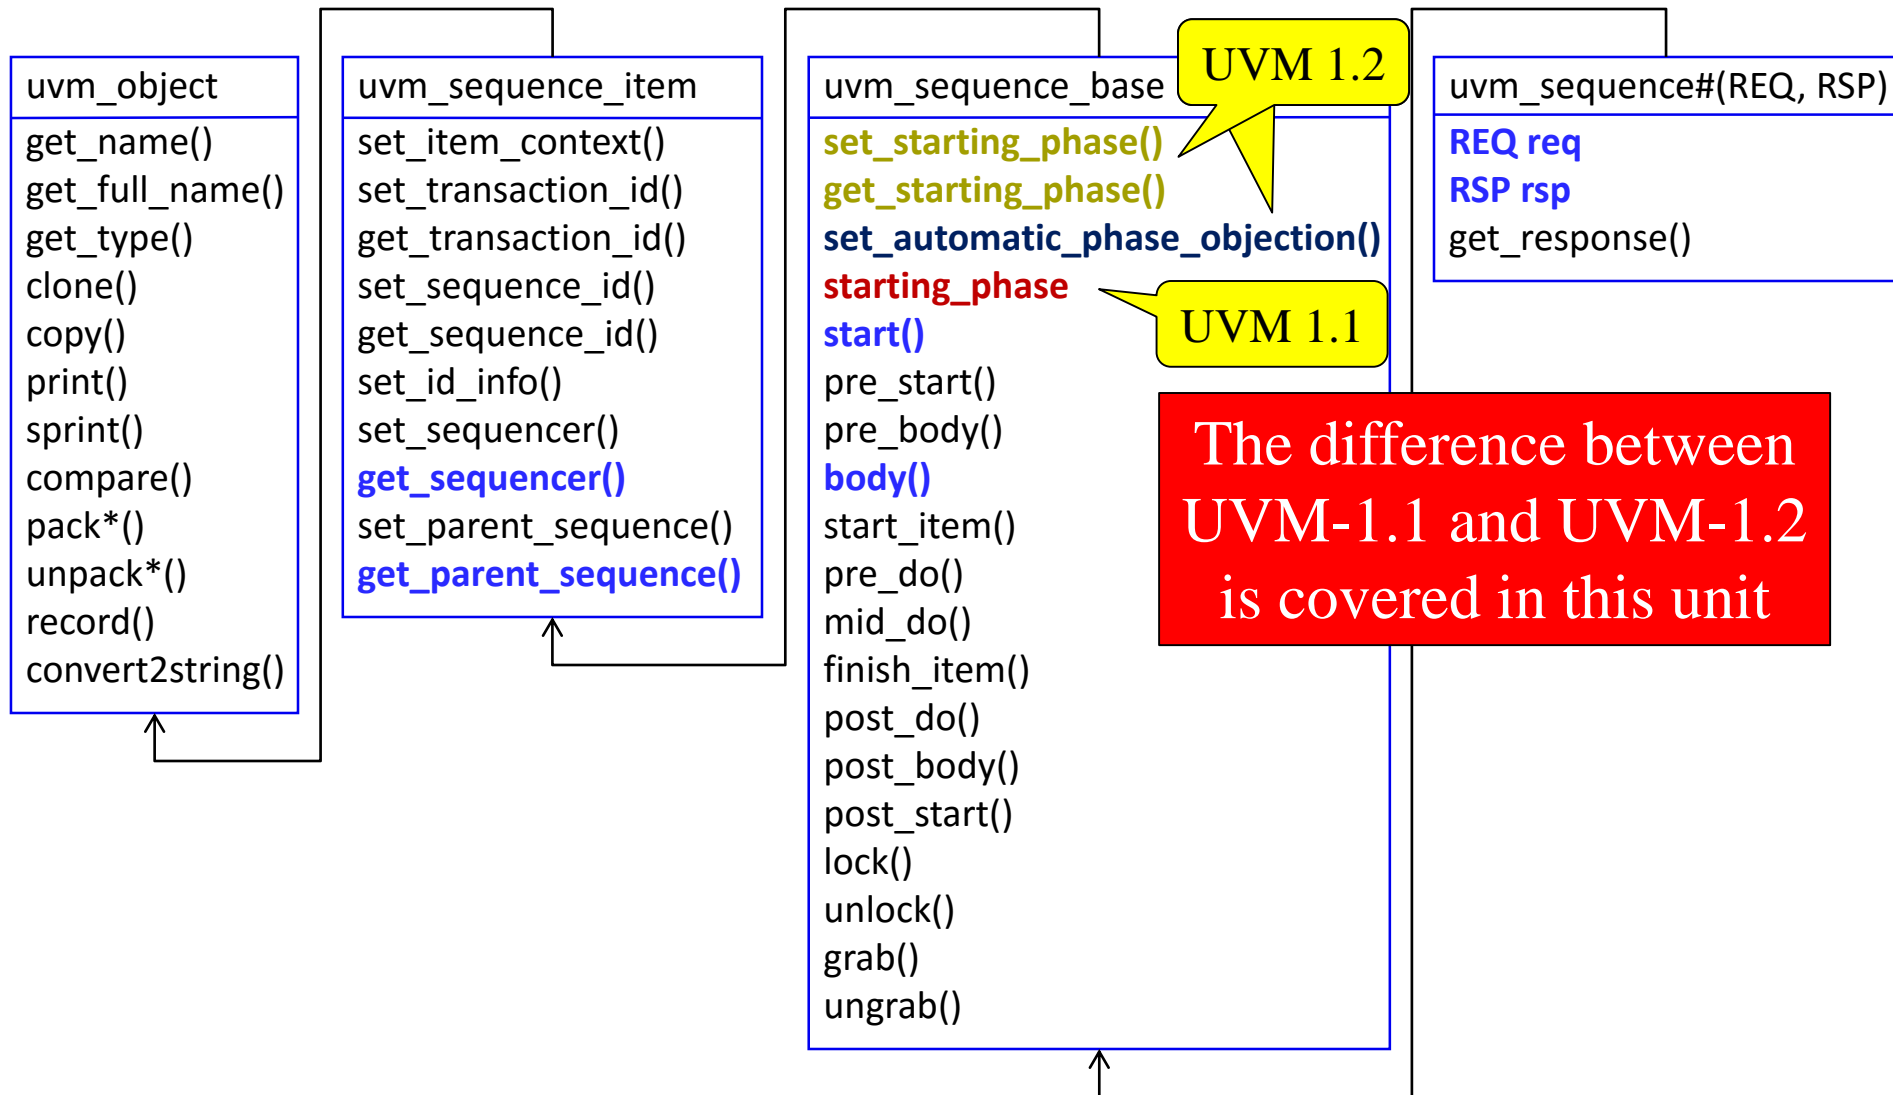 uvm_object
get_name()
get_full_name()
get_type()
clone()
copy()
print()
sprint()
compare()
pack*()
unpack*()
record()
convert2string()
uvm_sequence_item
set_item_context()
set_transaction_id()
get_transaction_id()
set_sequence_id()
get_sequence_id()
set_id_info()
set_sequencer()
get_sequencer()
set_parent_sequence()
get_parent_sequence()
uvm_sequence_base
UVM 1.2
set_starting_phase()
get_starting_phase()
set_automatic_phase_objection()
starting_phase
UVM 1.1
start()
pre_start()
pre_body()
body()
start_item()
pre_do()
mid_do()
finish_item()
post_do()
post_body()
post_start()
lock()
unlock()
grab()
ungrab()
uvm_sequence#(REQ, RSP)
REQ req
RSP rsp
get_response()
The difference between
UVM-1.1 and UVM-1.2
is covered in this unit